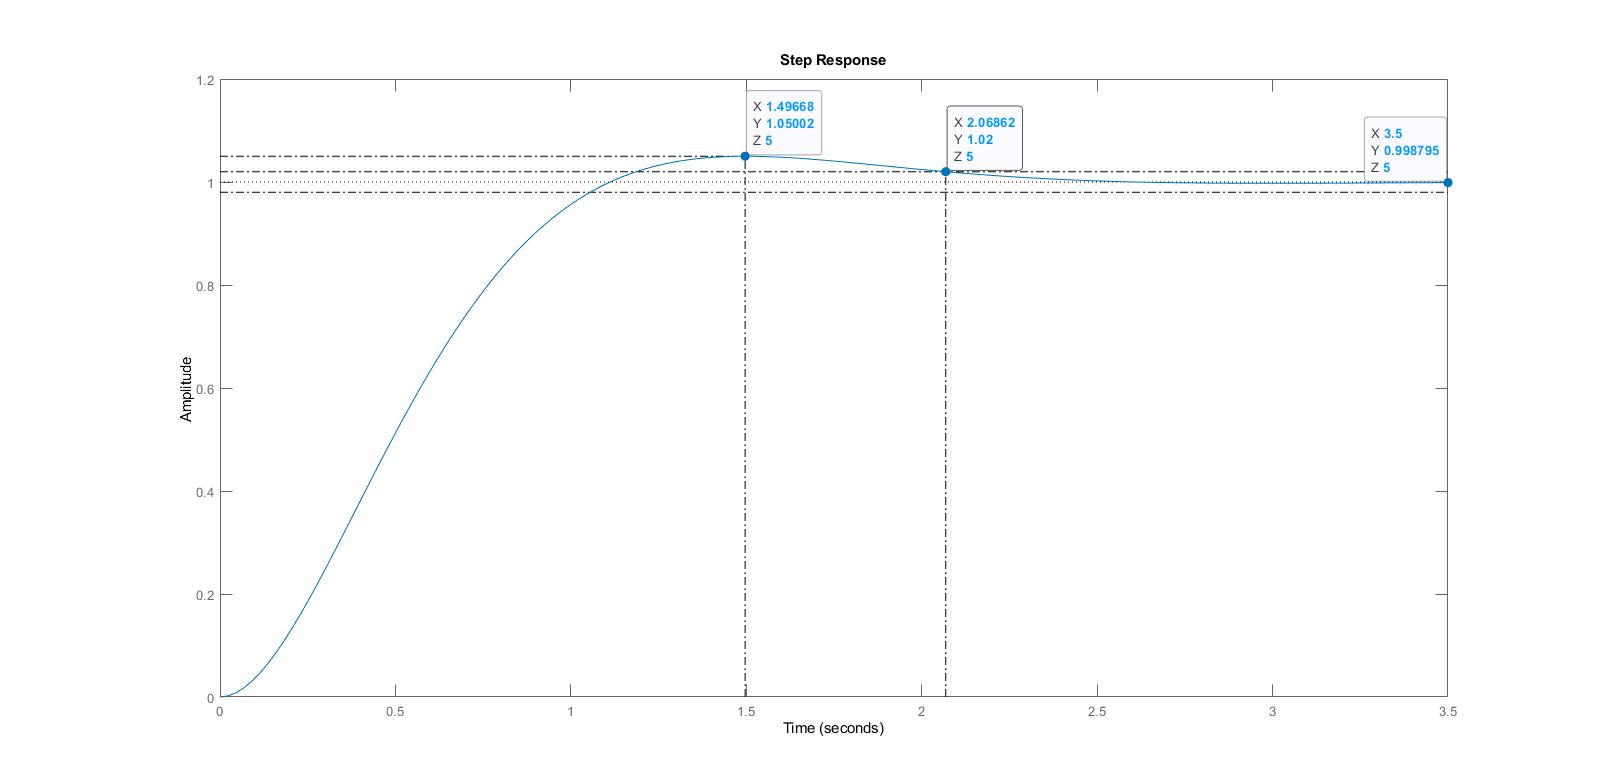 Step Response
1.2
1
0.8
0.6
0.4
0.2
0
Amplitude
X 1.49668
Y 1.05002
Z 5
X 2.06862
Y 1.02
Z 5
X 3.5
Y 0.998795
Z 5
0 0.5 1 1.5 2 2.5 3 3.5
Time (seconds)